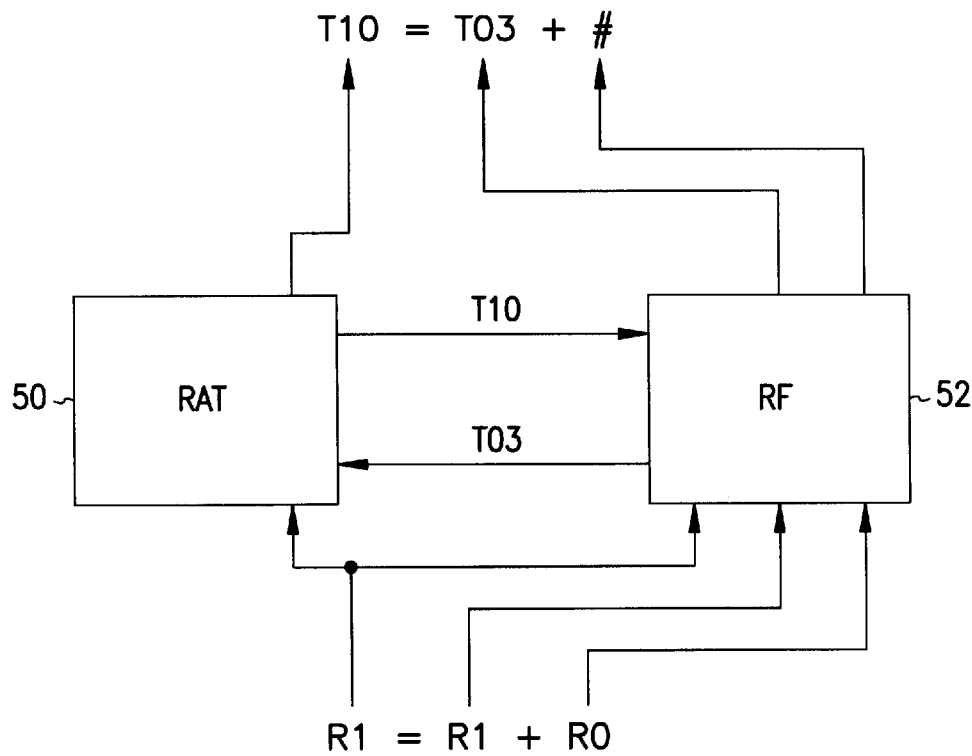 T10 = T03 + #
T10
50
RAT
RF
52
T03
R1 = R1 + R0